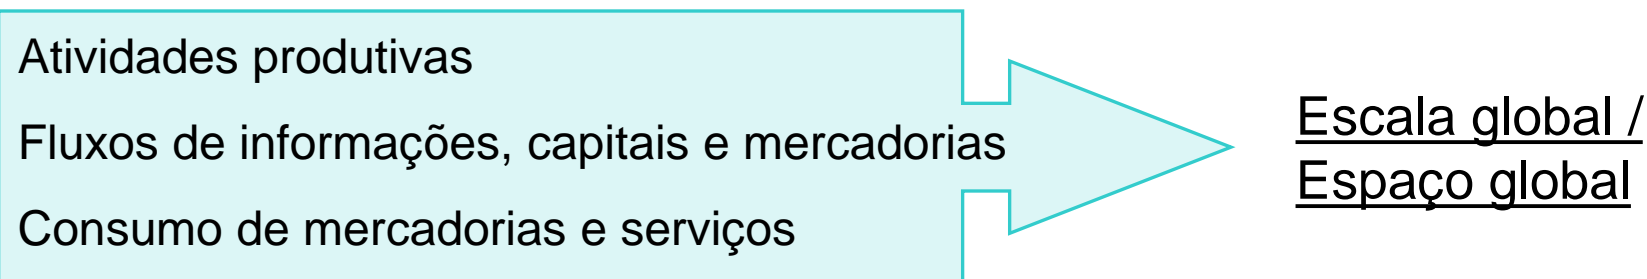 Atividades produtivas
Fluxos de informações, capitais e mercadorias
Consumo de mercadorias e serviços
Escala global /
Espaço global